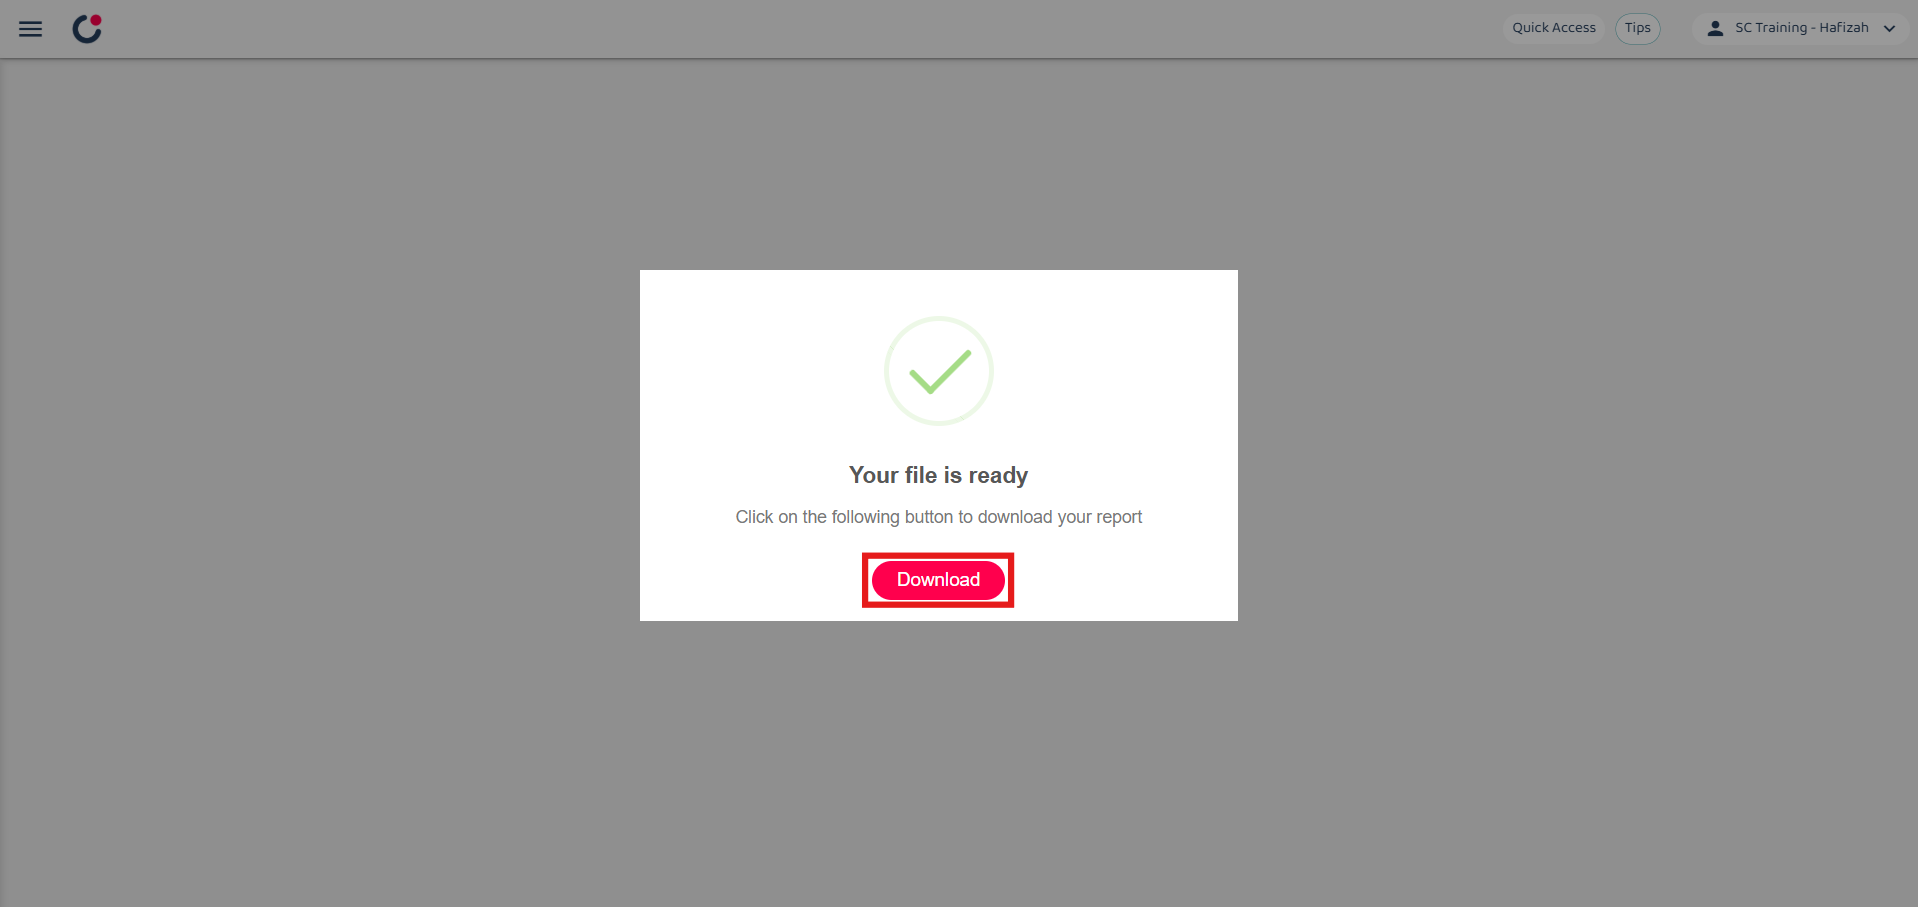 Quick Access
Tips
SC Training - Hafizah
Your file is ready
Click on the following button to download your report
Download